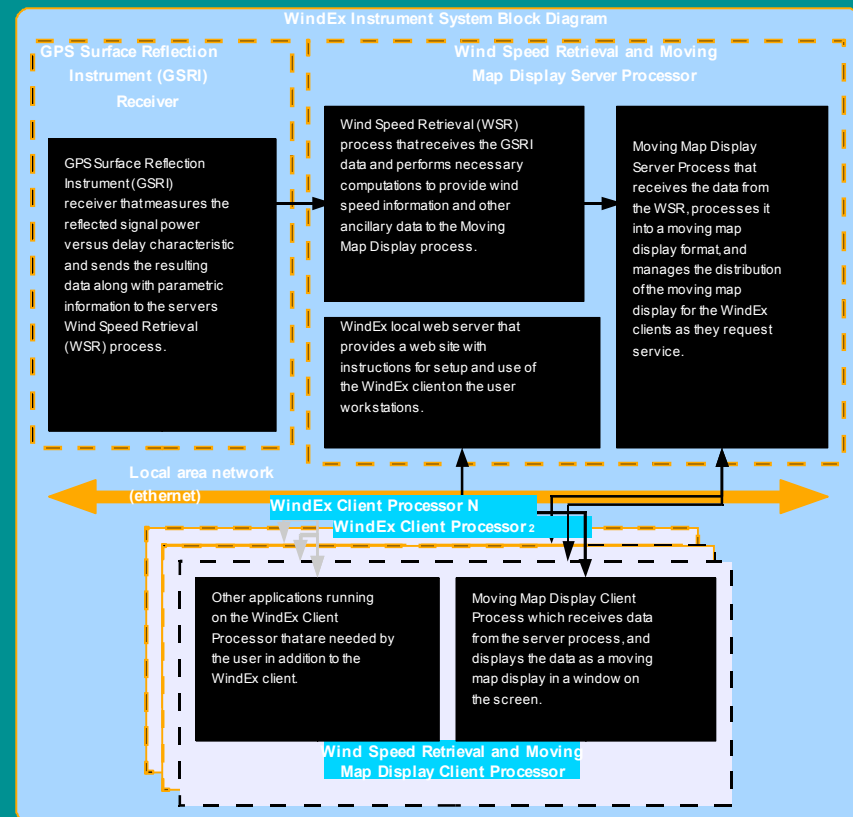 WindEx Instrument System Block Diagram
GPS Surface Reflection
Instrument (GSRI)
Receiver
Wind Speed Retrieval and Moving
Map Display Server Processor
GPS Surface Reflection
Instrument (GSRI)
receiver that measures the
reflected signal power
versus delay characteristic
and sends the resulting
data along with parametric
information to the servers
Wind Speed Retrieval
(WSR) process.
Wind Speed Retrieval (WSR)
process that receives the GSRI
data and performs necessary
computations to provide wind
speed information and other
ancillary data to the Moving
Map Display process.
Moving Map Display
Server Process that
receives the data from
the WSR, processes it
into a moving map
display format, and
manages the distribution
of the moving map
display for the WindEx
clients as they request
service.
WindEx local web server that
provides a web site with
instructions for setup and use of
the WindEx client on the user
workstations.
Local area network
(ethernet)
WindEx Client Processor N
WindEx Client Processor 2
Other applications running
on the WindEx Client
Processor that are needed by
the user in addition to the
WindEx client.
Moving Map Display Client
Process which receives data
from the server process, and
displays the data as a moving
map display in a window on
the screen.
Wind Speed Retrieval and Moving
Map Display Client Processor